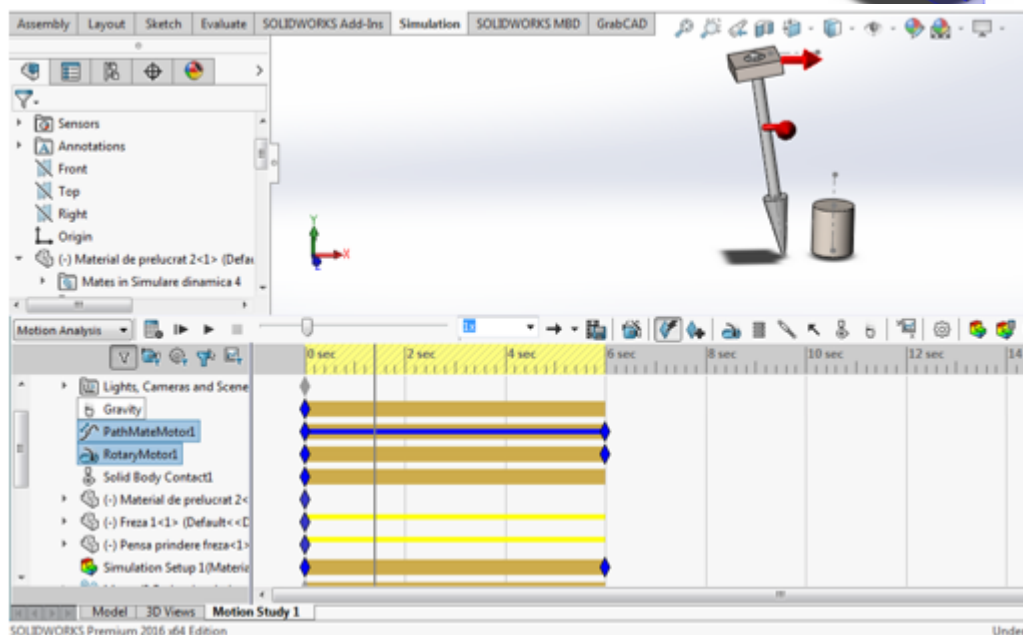 Assembly Layout Sketch Evaluate SOLIDWORKS Add-Ins Simulation SOLIDWORKS MBD GrabCAD
Sensors
Annotations
Front
Top
Right
Origin
(-) Material de prelucrat 2<1> (Defau
Mates in Simulare dinamica 4
Y
X
Z
Motion Analysis 1x
0 sec 2 sec 4 sec 6 sec 8 sec 10 sec 12 sec 14
Lights, Cameras and Scene
Gravity
PathMateMotor1
RotaryMotor1
Solid Body Contact1
(-) Material de prelucrat 2<
(-) Freza 1<1> (Default<<D
(-) Pensa prindere freza<1>
Simulation Setup 1(Materia
Model 3D Views Motion Study 1
SOLIDWORKS Premium 2016 x64 Edition Under